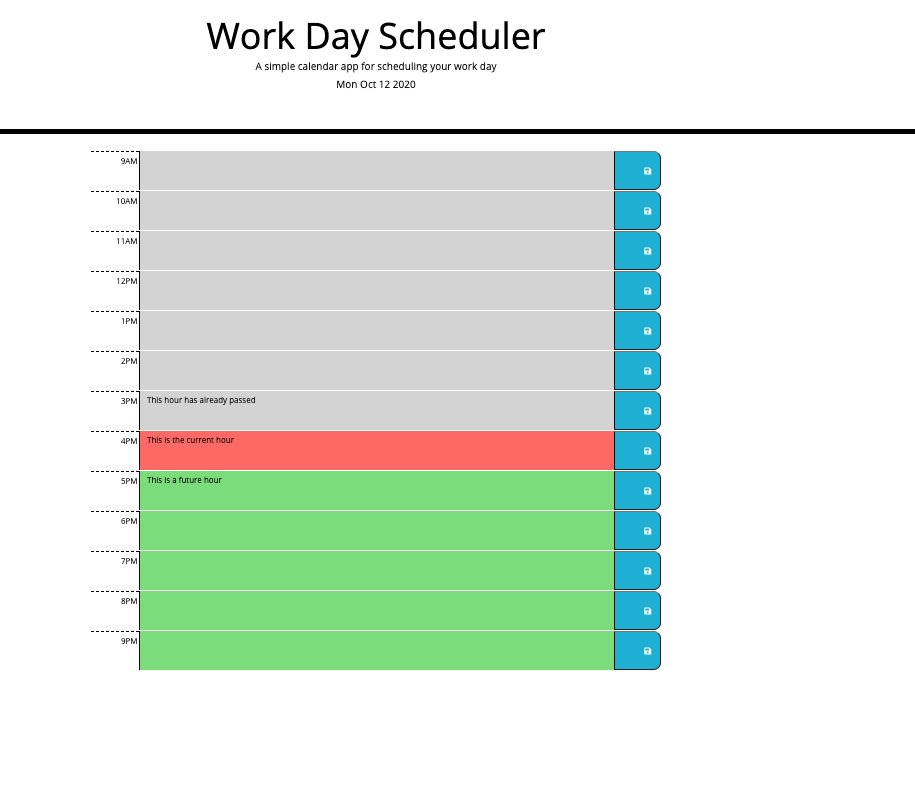 Work Day Scheduler
A simple calendar app for scheduling your work day
Mon Oct 12 2020
9AM
10AM
11AM
12PM
1PM
2PM
3PM This hour has already passed
4PM This is the current hour
5PM This is a future hour
6PM
7PM
8PM
9PM